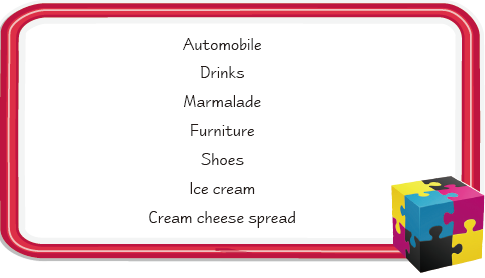 Automobile
Drinks
Marmalade
Furniture
Shoes
Ice cream
Cream cheese spread